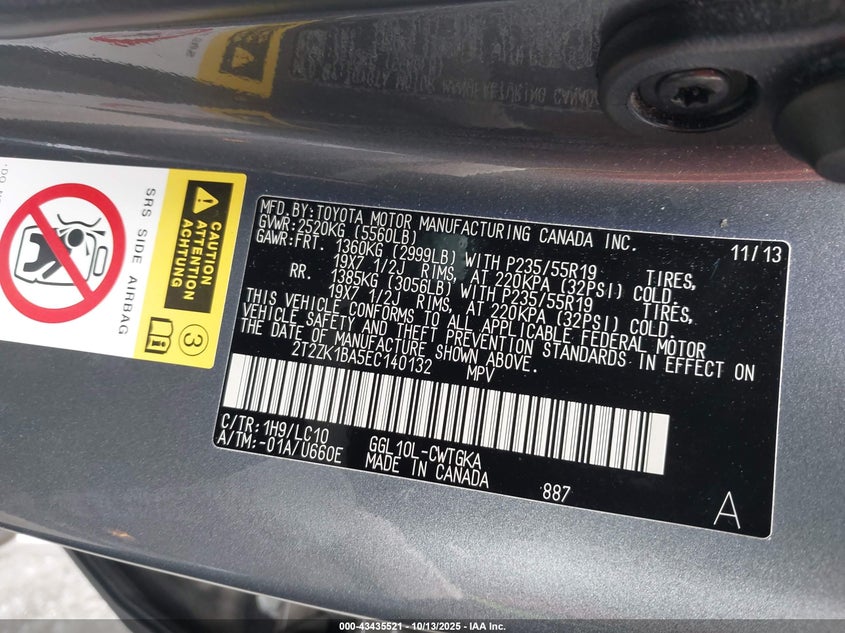 MFD.BY:TOYOTA MOTOR MANUFACTURING CANADA INC. 11/13
GVWR:2520KG (5560LB)
GAWR:FRT. 1360KG (2999LB) WITH P235/55R19 TIRES,
19X7 1/2J RIMS, AT 220KPA (32PSI) COLD.
RR. 1385KG (3056LB) WITH P235/55R19 TIRES,
19X7 1/2J RIMS, AT 220KPA (32PSI) COLD.
THIS VEHICLE CONFORMS TO ALL APPLICABLE FEDERAL MOTOR
VEHICLE SAFETY AND THEFT PREVENTION STANDARDS IN EFFECT ON
THE DATE OF MANUFACTURE SHOWN ABOVE.
2T2ZK1BA5EC140132 MPV
C/TR:1H9/LC10 GGL10L-CWTGKA
A/TM:-01A/U660E MADE IN CANADA
887
A
CAUTION
ATTENTION
ACHTUNG
3
SRS SIDE AIRBAG
000-43435521 - 10/13/2025 - IAA Inc.